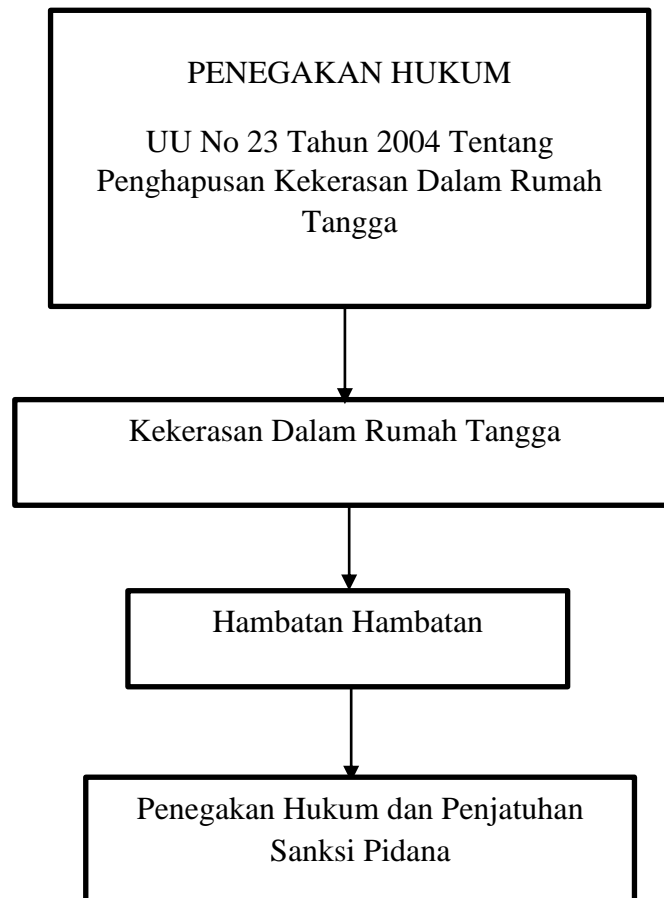 PENEGAKAN HUKUM
UU No 23 Tahun 2004 Tentang
Penghapusan Kekerasan Dalam Rumah
Tangga
Kekerasan Dalam Rumah Tangga
Hambatan Hambatan
Penegakan Hukum dan Penjatuhan
Sanksi Pidana